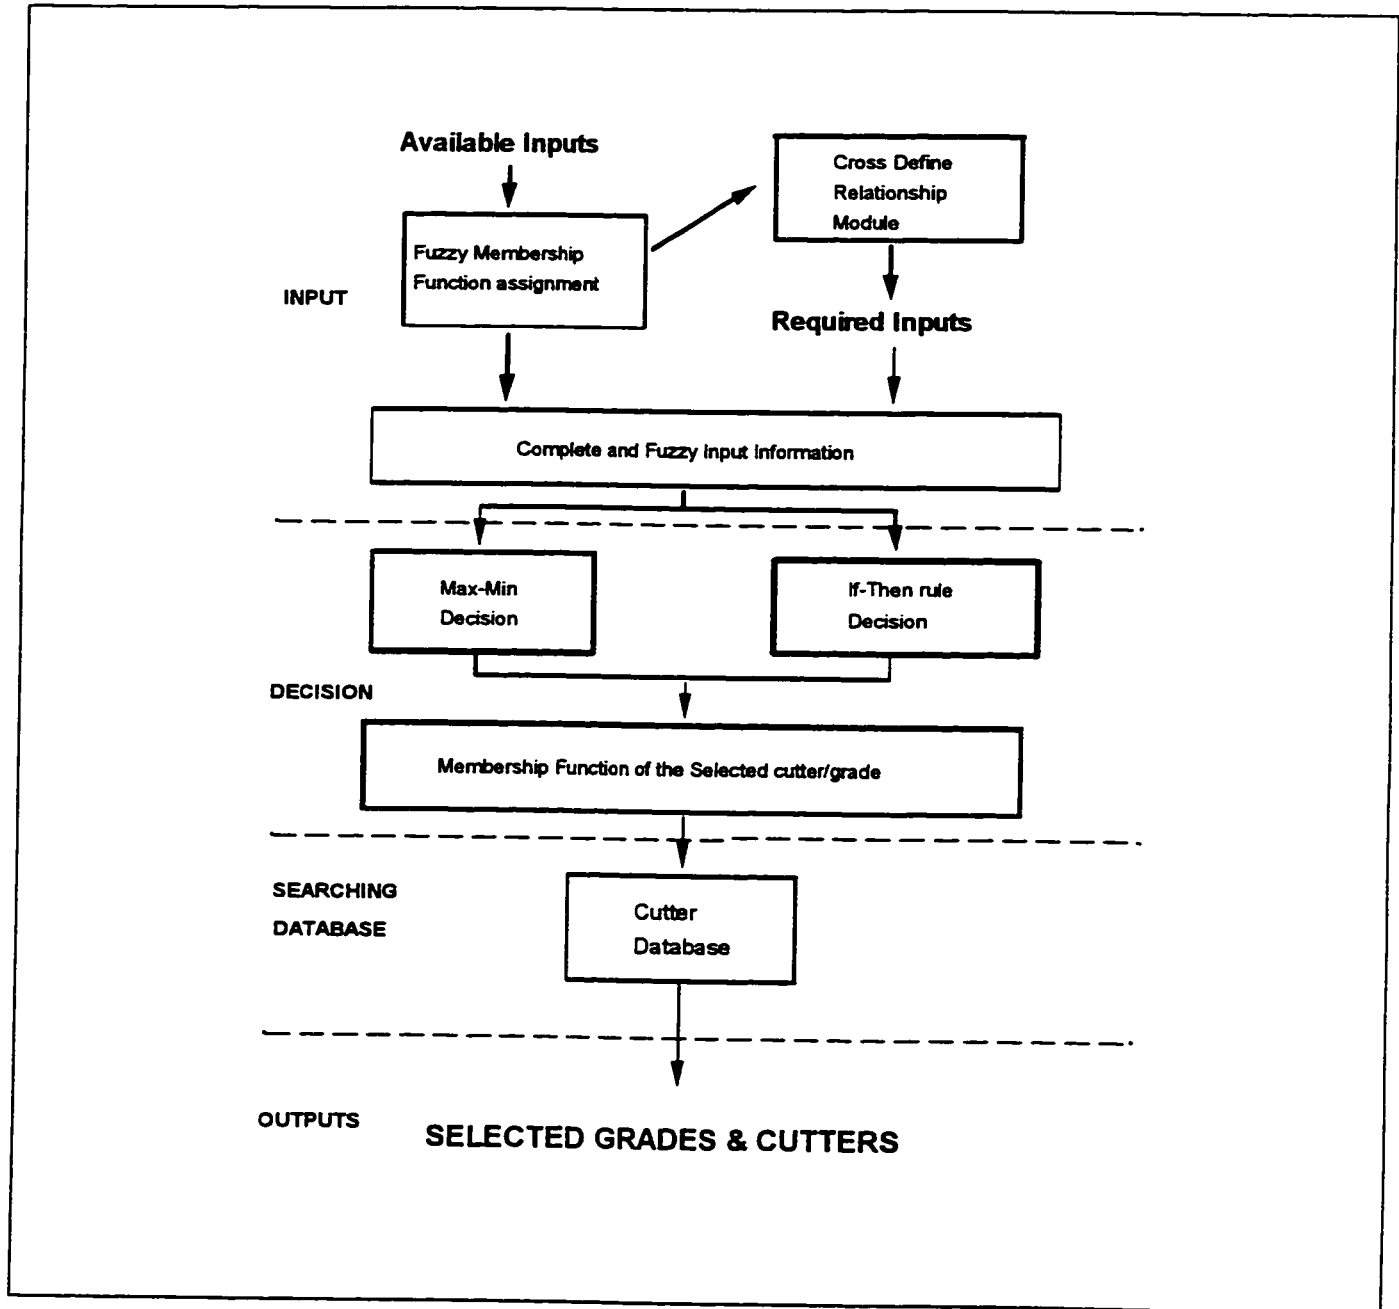 Available Inputs
Cross Define
Relationship
Module
Fuzzy Membership
Function assignment
INPUT
Required Inputs
Complete and Fuzzy Input Information
Max-Min
Decision
If-Then rule
Decision
DECISION
Membership Function of the Selected cutter/grade
SEARCHING
DATABASE
Cutter
Database
OUTPUTS
SELECTED GRADES & CUTTERS